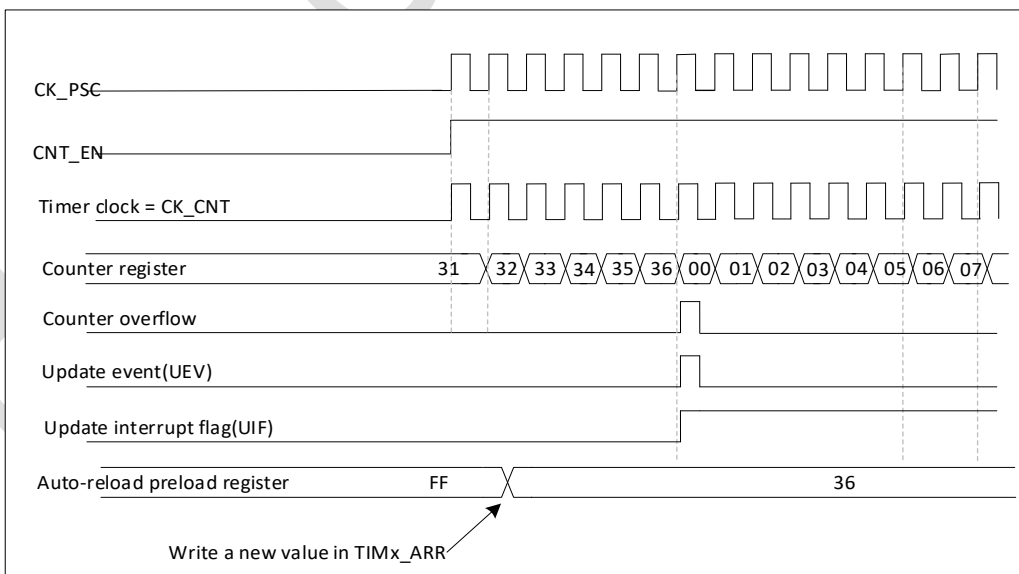 CK_PSC
CNT_EN
Timer clock = CK_CNT
Counter register 31 32 33 34 35 36 00 01 02 03 04 05 06 07
Counter overflow
Update event(UEV)
Update interrupt flag(UIF)
Auto-reload preload register FF 36
Write a new value in TIMx_ARR